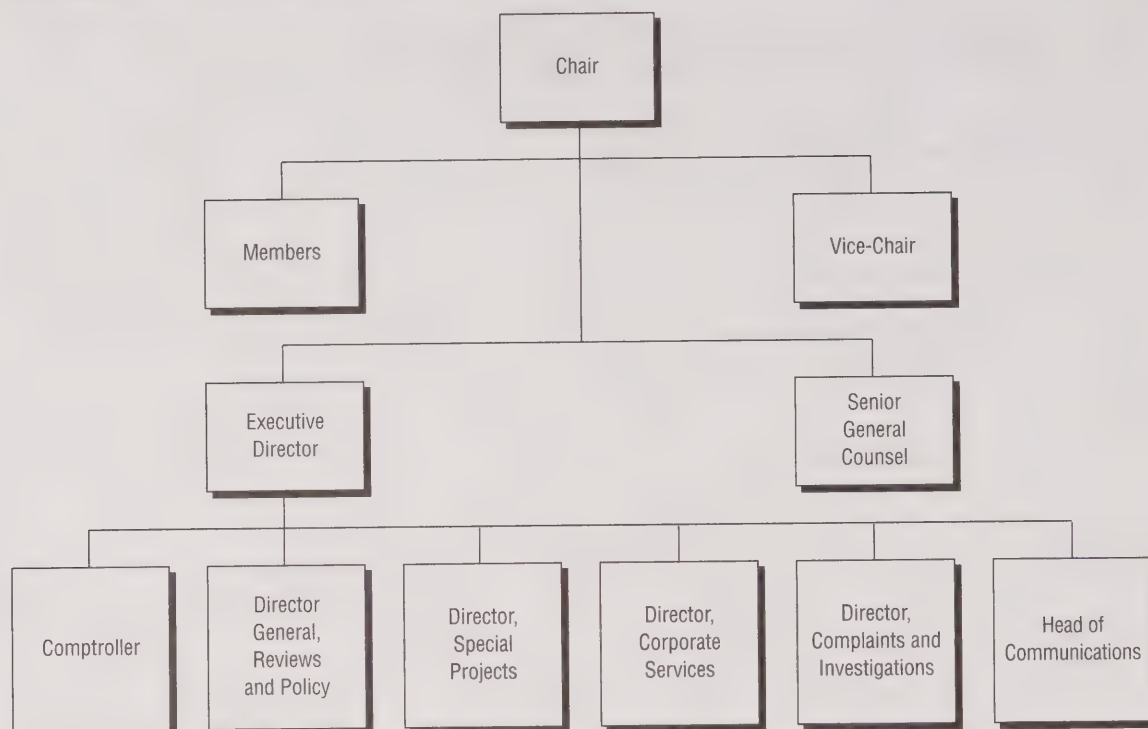 Chair
Members
Vice-Chair
Executive
Director
Senior
General
Counsel
Comptroller
Director
General,
Reviews
and Policy
Director,
Special
Projects
Director,
Corporate
Services
Director,
Complaints and
Investigations
Head of
Communications